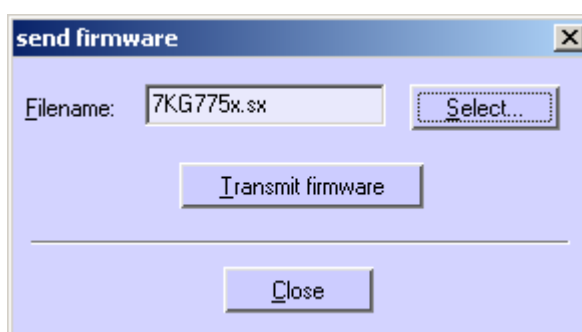 send firmware
Filename: 7KG775x.sx Select...
Transmit firmware
Close